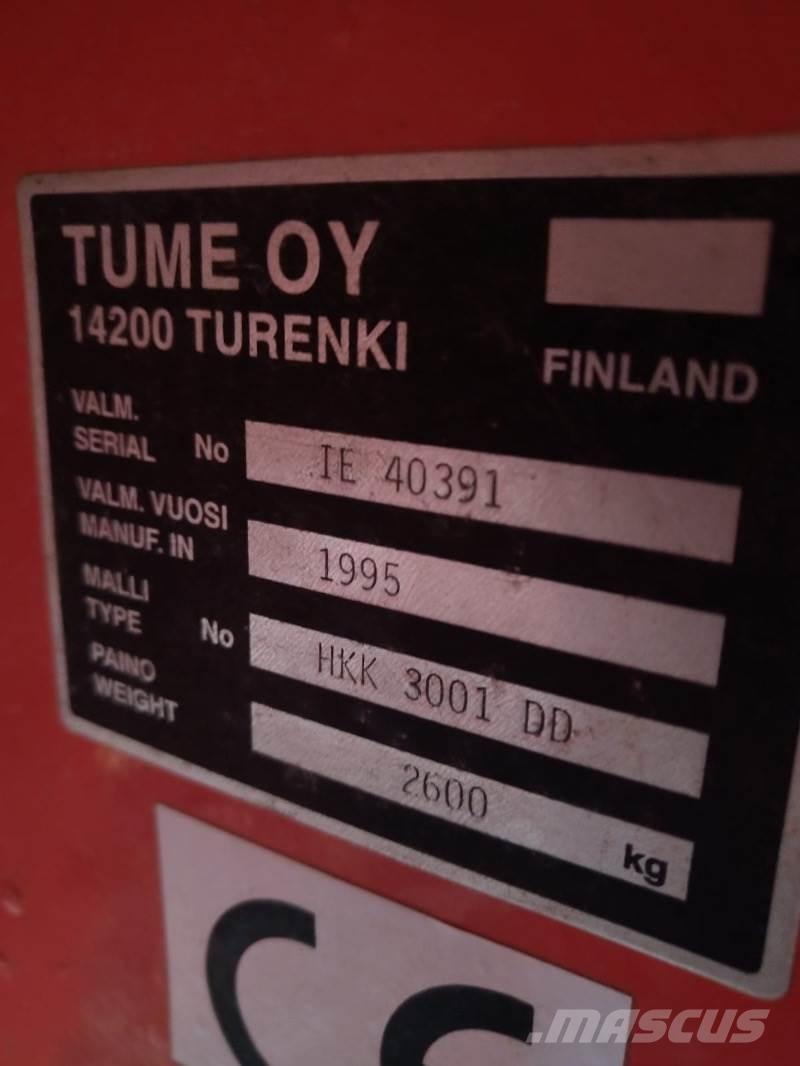 TUME OY
14200 TURENKI
FINLAND
VALM.
SERIAL No IE 40391
VALM. VUOSI
MANUF. IN 1995
MALLI
TYPE No HKK 3001 DD
PAINO
WEIGHT 2600 kg
CE
.MASCUS